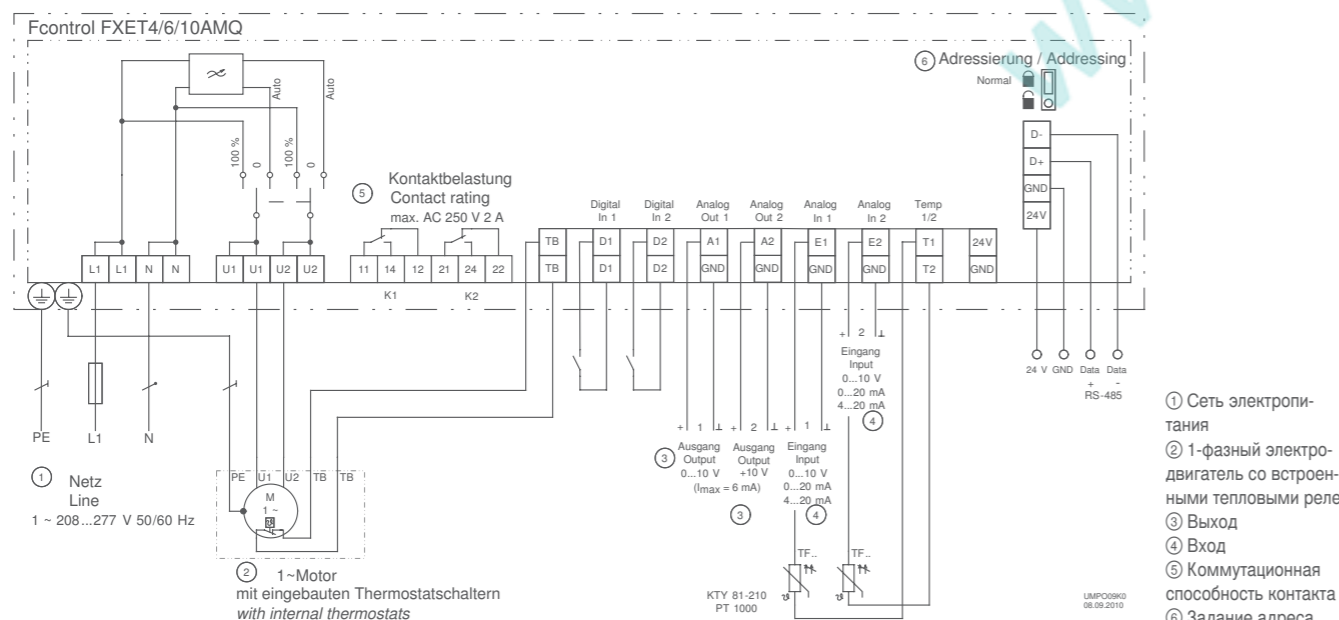 Fcontrol FXET4/6/10AMQ
⑥ Adressierung / Addressing
Normal
Auto
Auto
100 %
0
100 %
0
⑤ Kontaktbelastung
Contact rating
max. AC 250 V 2 A
D-
D+
GND
24V
Digital In 1
Digital In 2
Analog Out 1
Analog Out 2
Analog In 1
Analog In 2
Temp 1/2
TB D1 D2 A1 A2 E1 E2 T1 24V
L1 L1 N N U1 U1 U2 U2 11 14 12 21 24 22 TB D1 D2 GND GND GND GND T2 GND
K1 K2
+ 2 ⊥
Eingang
Input
0...10 V
0...20 mA
4...20 mA
④
24 V GND Data + Data -
RS-485
PE L1 N
① Netz
Line
1 ~ 208...277 V 50/60 Hz
PE U1 U2 TB TB
M
1 ~
② 1~Motor
mit eingebauten Thermostatschaltern
with internal thermostats
+ 1 ⊥ + 2 ⊥ + 1 ⊥
③ Ausgang
Output
0...10 V
(Imax = 6 mA)
Ausgang
Output
+10 V
③
Eingang
Input
0...10 V
0...20 mA
4...20 mA
④
TF.. TF..
KTY 81-210
PT 1000
UMPO09K0
08.09.2010
① Сеть электропи-
тания
② 1-фазный электро-
двигатель со встроен-
ными тепловыми реле
③ Выход
④ Вход
⑤ Коммутационная
способность контакта
⑥ Задание адреса